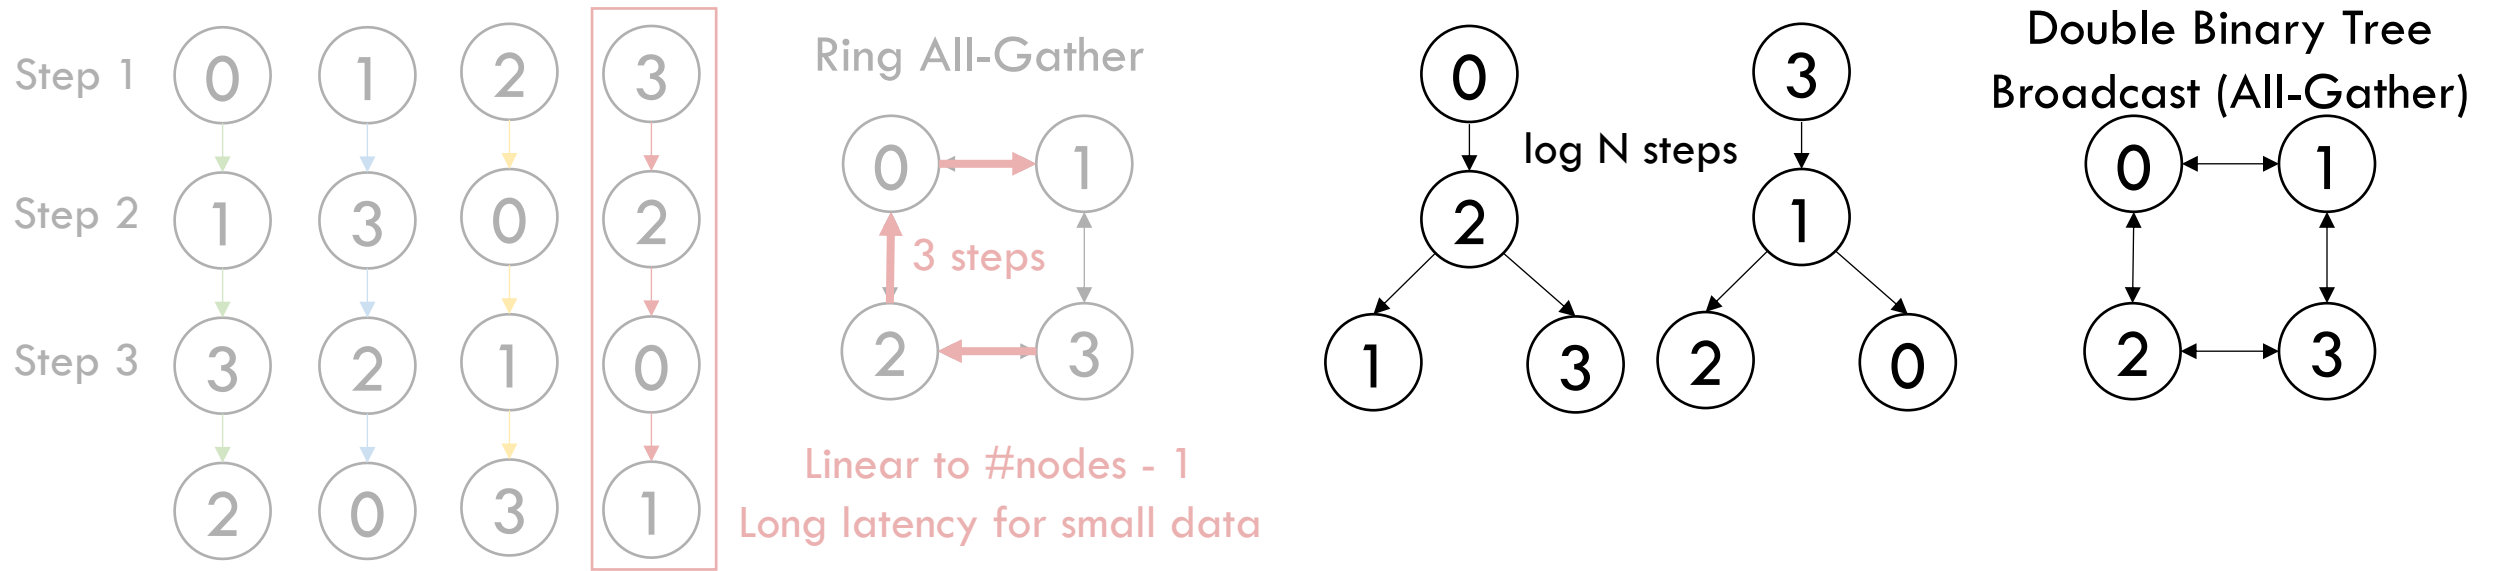 Step 1
0 1 2 3
Step 2
1 3 0 2
Step 3
3 2 1 0
2 0 3 1
Ring All-Gather
0 1
3 steps
2 3
Linear to #nodes - 1
Long latency for small data
0 3
log N steps
2 1
1 3 2 0
Double Binary Tree
Broadcast (All-Gather)
0 1
2 3